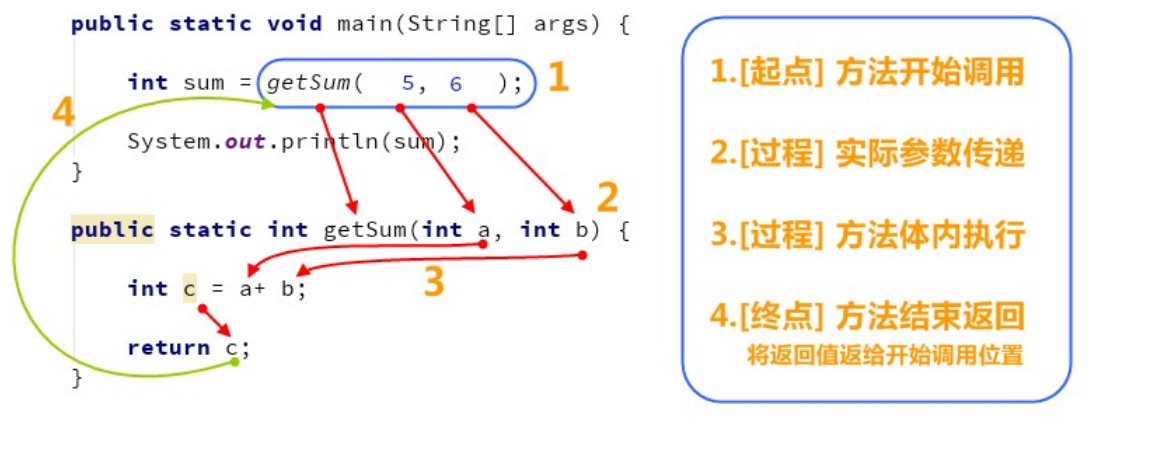 public static void main(String[] args) {
int sum = getSum( 5, 6 ); 1
4
System.out.println(sum);
}
2
public static int getSum(int a, int b) {
3
int c = a+ b;
return c;
}
1.[起点] 方法开始调用
2.[过程] 实际参数传递
3.[过程] 方法体内执行
4.[终点] 方法结束返回
将返回值返给开始调用位置